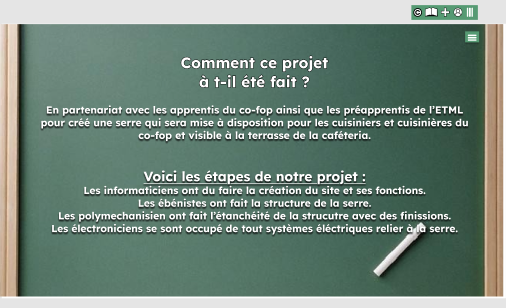 Comment ce projet
à t-il été fait ?
En partenariat avec les apprentis du co-fop ainsi que les préapprentis de l'ETML
pour créé une serre qui sera mise à disposition pour les cuisiniers et cuisinières du
co-fop et visible à la terrasse de la caféteria.
Voici les étapes de notre projet :
Les informaticiens ont du faire la création du site et ses fonctions.
Les ébénistes ont fait la structure de la serre.
Les polymechanisien ont fait l'étanchéité de la strucutre avec des finissions.
Les électroniciens se sont occupé de tout systèmes éléctriques relier à la serre.